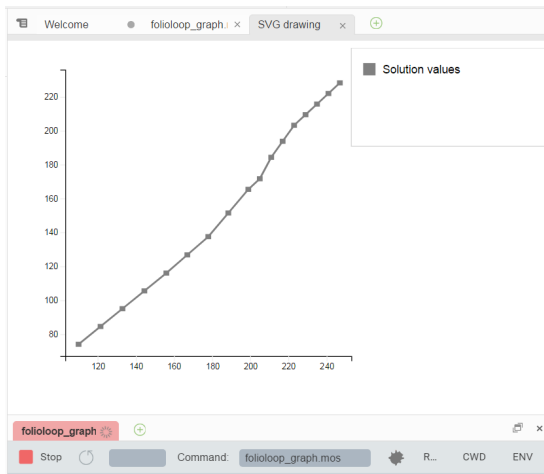 Welcome folioloop_graph.r × SVG drawing ×
Solution values
220
200
180
160
140
120
100
80
120 140 160 180 200 220 240
folioloop_graph
Stop Command: folioloop_graph.mos R... CWD ENV